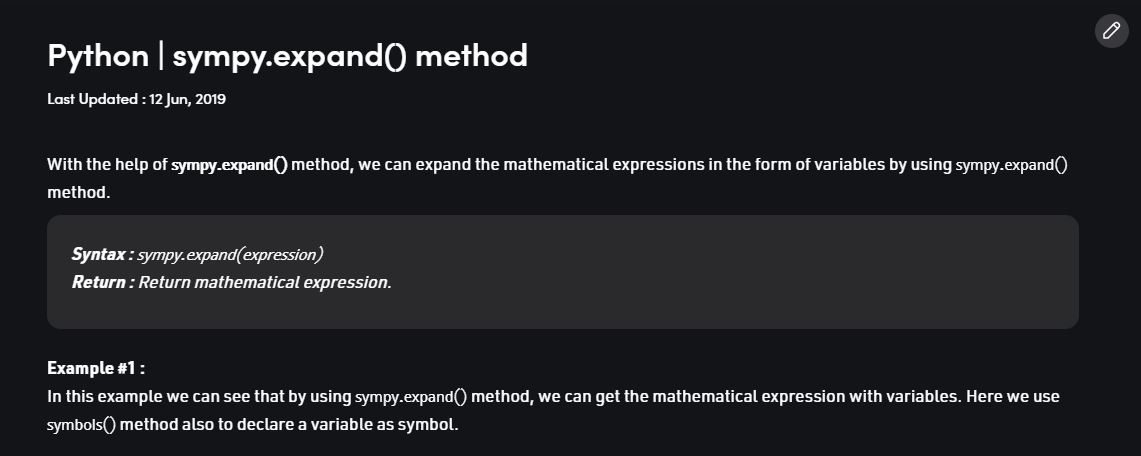 Python | sympy.expand() method
Last Updated : 12 Jun, 2019
With the help of sympy.expand() method, we can expand the mathematical expressions in the form of variables by using sympy.expand()
method.
Syntax : sympy.expand(expression)
Return : Return mathematical expression.
Example #1 :
In this example we can see that by using sympy.expand() method, we can get the mathematical expression with variables. Here we use
symbols() method also to declare a variable as symbol.